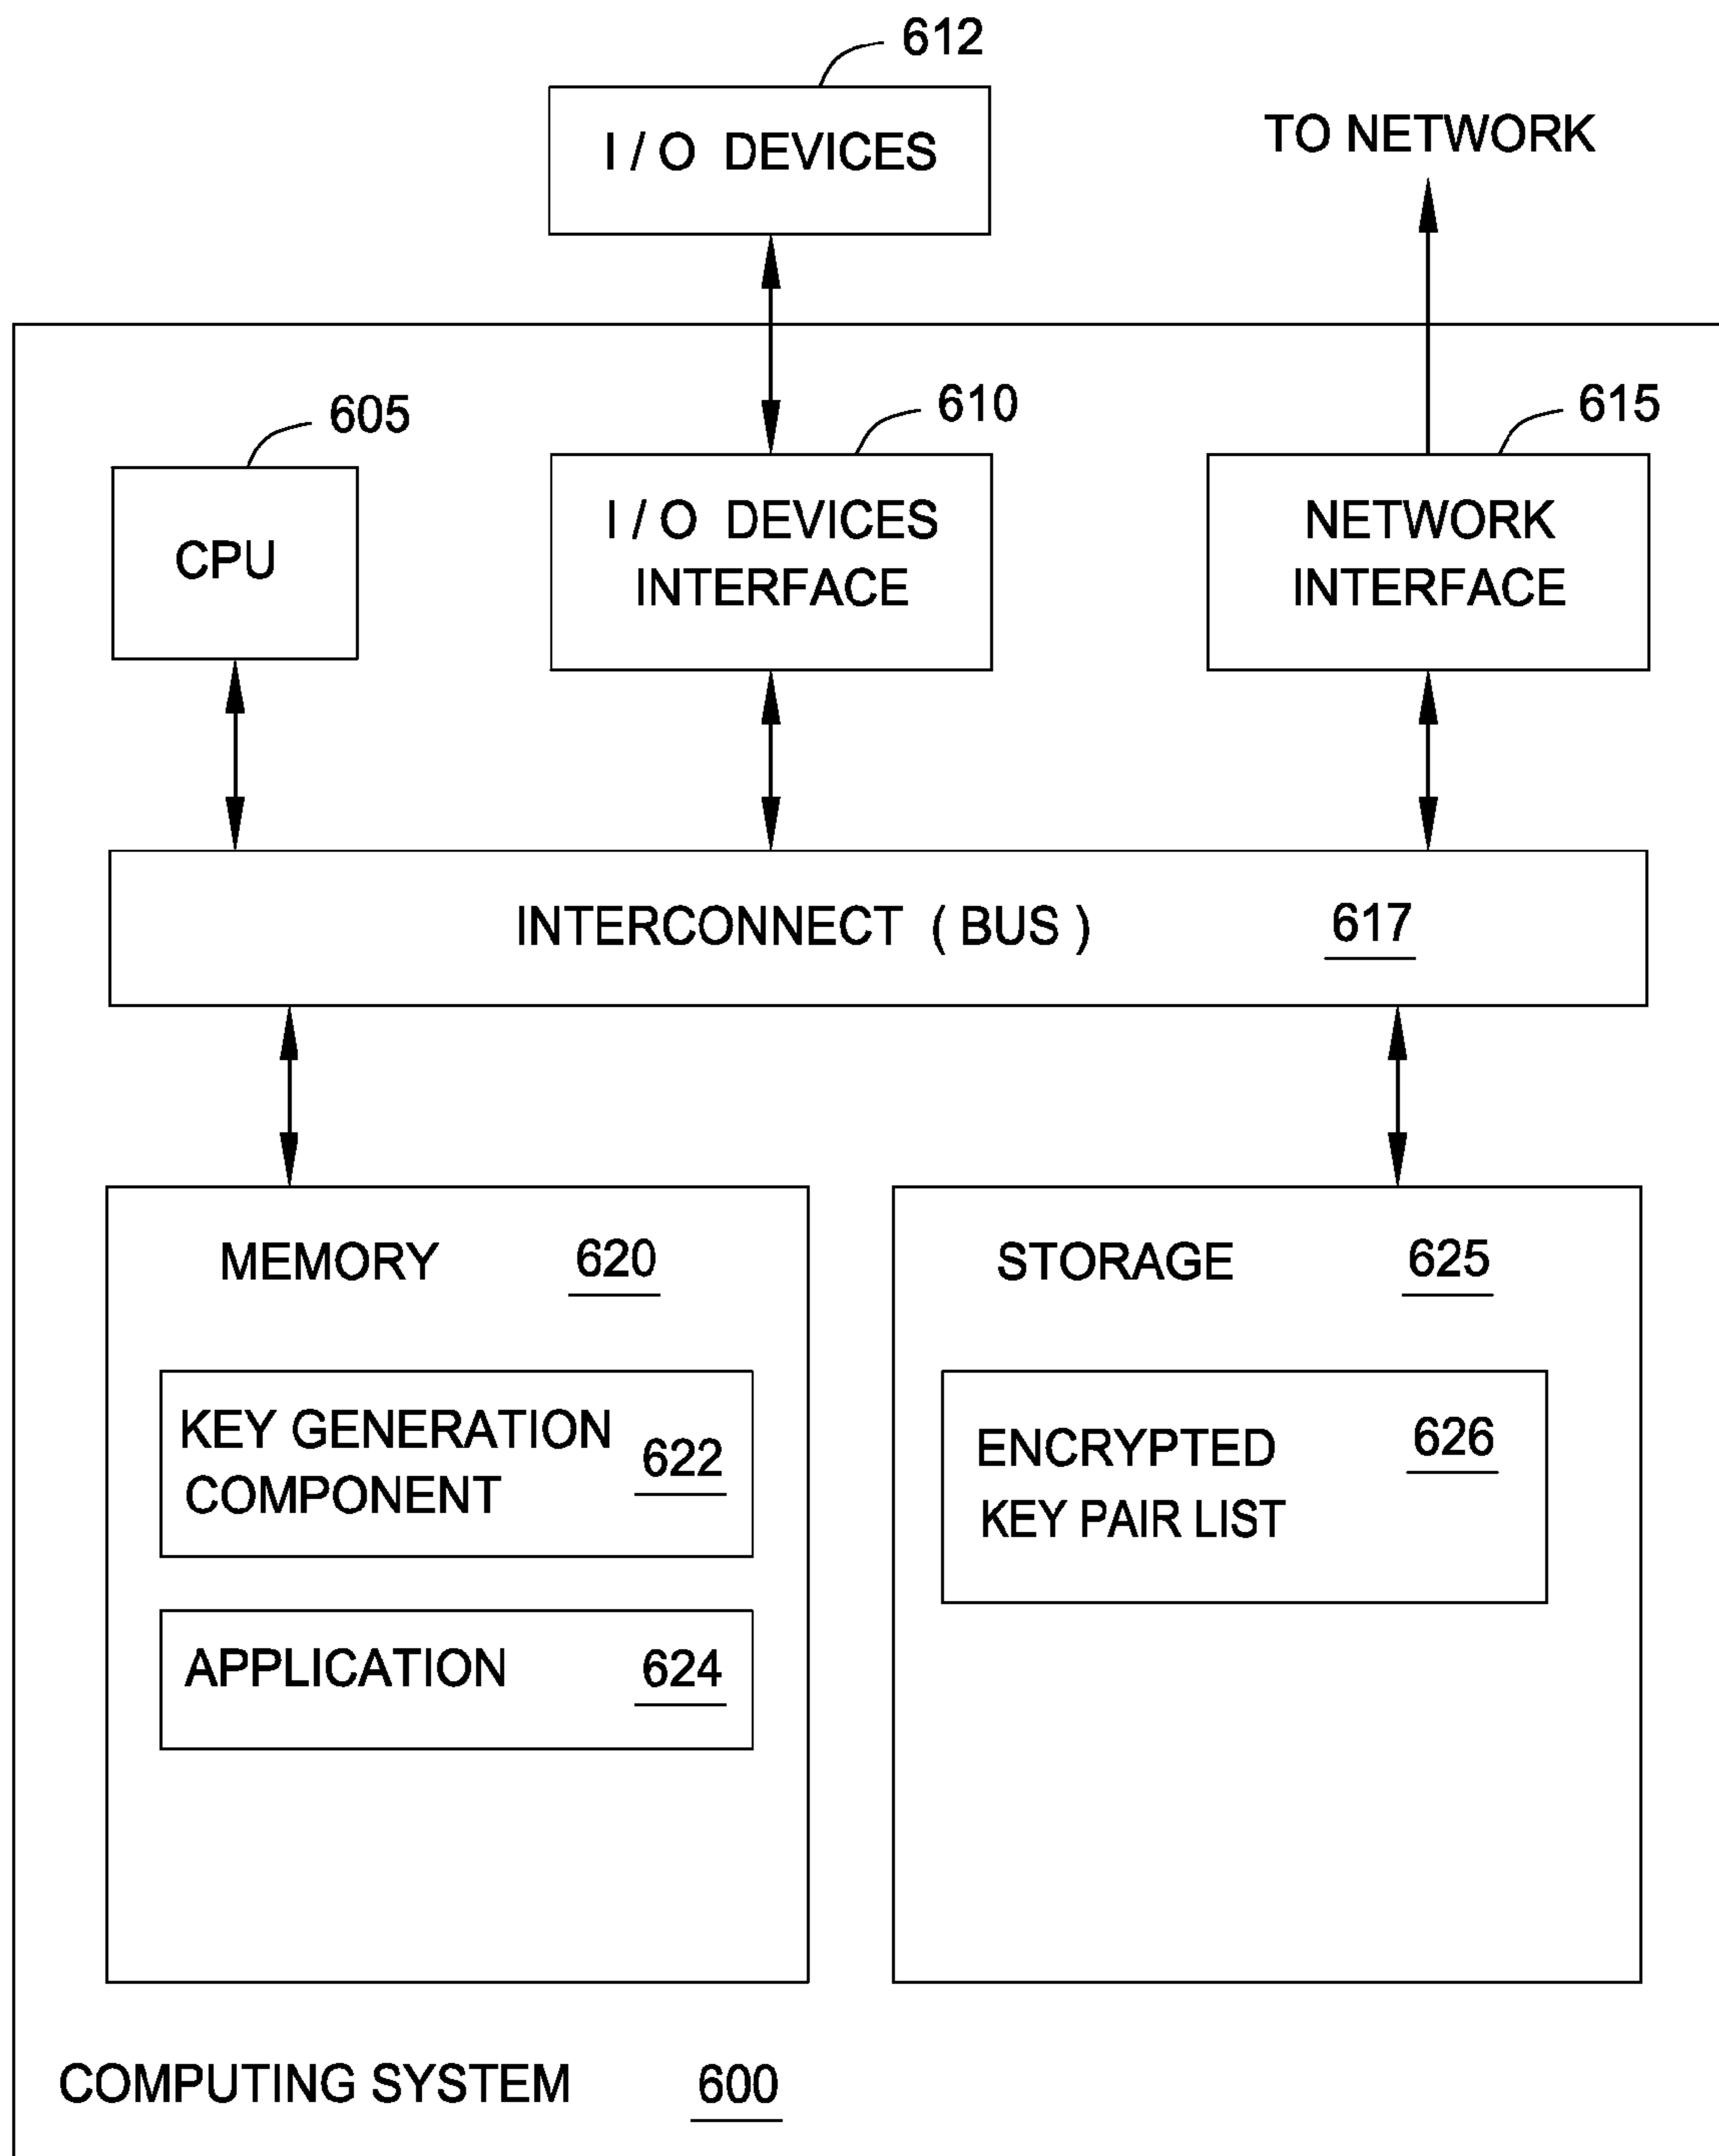 612
I / O DEVICES
TO NETWORK
605
610
615
CPU
I / O DEVICES
INTERFACE
NETWORK
INTERFACE
INTERCONNECT ( BUS ) 617
MEMORY 620
KEY GENERATION
COMPONENT 622
APPLICATION 624
STORAGE 625
ENCRYPTED 626
KEY PAIR LIST
COMPUTING SYSTEM 600